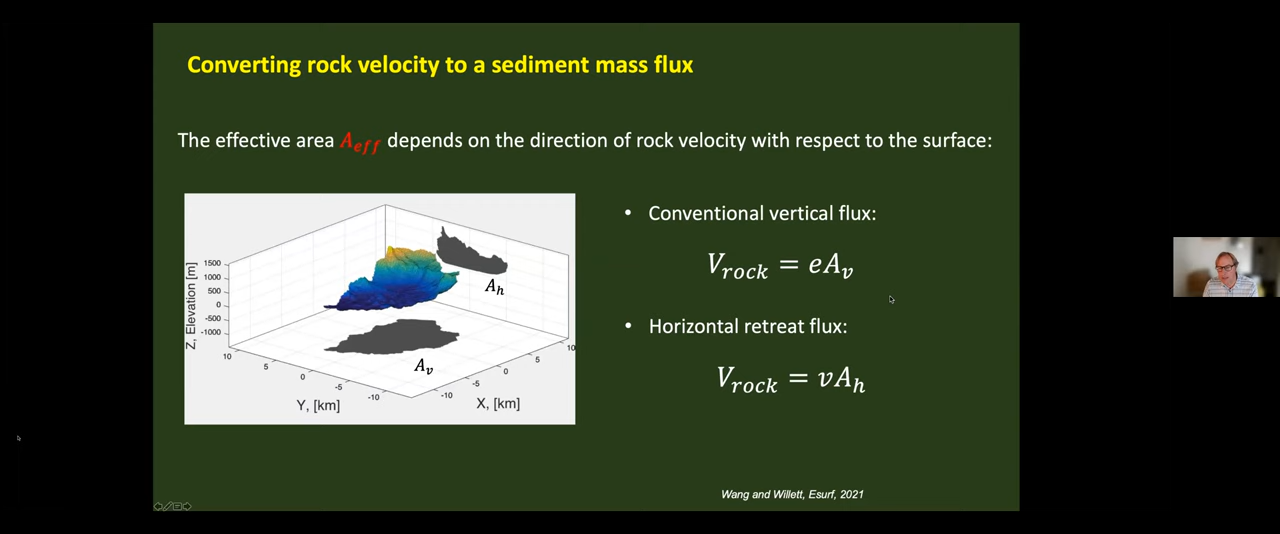 Converting rock velocity to a sediment mass flux
The effective area A_eff depends on the direction of rock velocity with respect to the surface:
1500
1000
500
0
-500
-1000
Z, Elevation [m]
10
5
0
-5
-10
Y, [km]
-10
-5
0
5
10
X, [km]
A_h
A_v
• Conventional vertical flux:
V_rock = eA_v
• Horizontal retreat flux:
V_rock = vA_h
Wang and Willett, Esurf, 2021